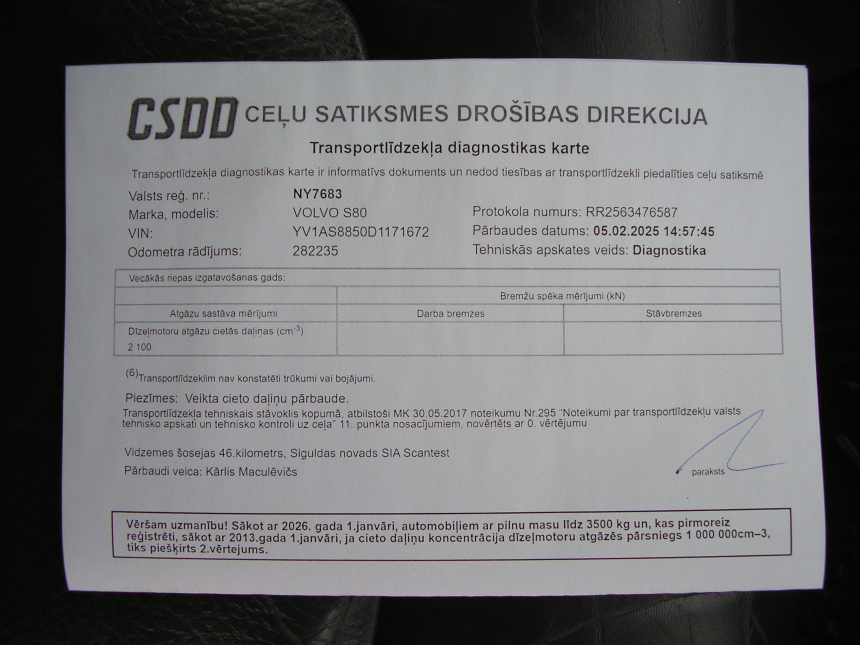 CSDD CEĻU SATIKSMES DROŠĪBAS DIREKCIJA
Transportlīdzekļa diagnostikas karte
Transportlīdzekļa diagnostikas karte ir informatīvs dokuments un nedod tiesības ar transportlīdzekli piedalīties ceļu satiksmē
Valsts reģ. nr.: NY7683
Marka, modelis: VOLVO S80 Protokola numurs: RR2563476587
VIN: YV1AS8850D1171672 Pārbaudes datums: 05.02.2025 14:57:45
Odometra rādījums: 282235 Tehniskās apskates veids: Diagnostika
Vecākās riepas izgatavošanas gads:
Bremžu spēka mērījumi (kN)
Atgāzu sastāva mērījumi Darba bremzes Stāvbremzes
Dīzeļmotoru atgāzu cietās daļiņas (cm-3)
2 100
(6)Transportlīdzeklim nav konstatēti trūkumi vai bojājumi.
Piezīmes: Veikta cieto daļiņu pārbaude.
Transportlīdzekļa tehniskais stāvoklis kopumā, atbilstoši MK 30.05.2017 noteikumu Nr.295 "Noteikumi par transportlīdzekļu valsts
tehnisko apskati un tehnisko kontroli uz ceļa" 11. punkta nosacījumiem, novērtēts ar 0. vērtējumu
Vidzemes šosejas 46.kilometrs, Siguldas novads SIA Scantest
Pārbaudi veica: Kārlis Maculēvičs
paraksts
Vēršam uzmanību! Sākot ar 2026. gada 1.janvāri, automobiļiem ar pilnu masu līdz 3500 kg un, kas pirmoreiz
reģistrēti, sākot ar 2013.gada 1.janvāri, ja cieto daļiņu koncentrācija dīzeļmotoru atgāzēs pārsniegs 1 000 000cm–3,
tiks piešķirts 2.vērtejums.